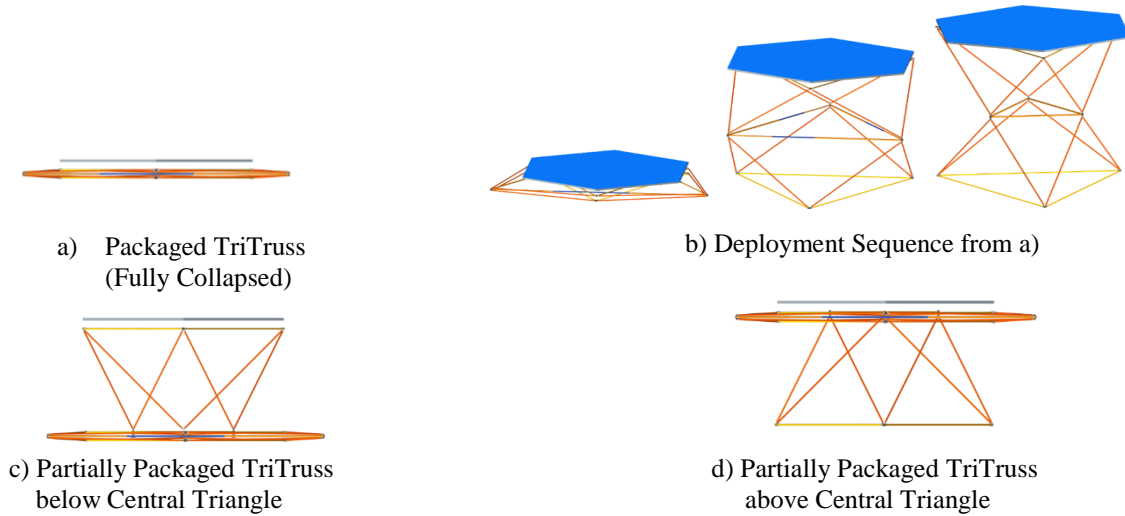 a) Packaged TriTruss
(Fully Collapsed)
b) Deployment Sequence from a)
c) Partially Packaged TriTruss
below Central Triangle
d) Partially Packaged TriTruss
above Central Triangle